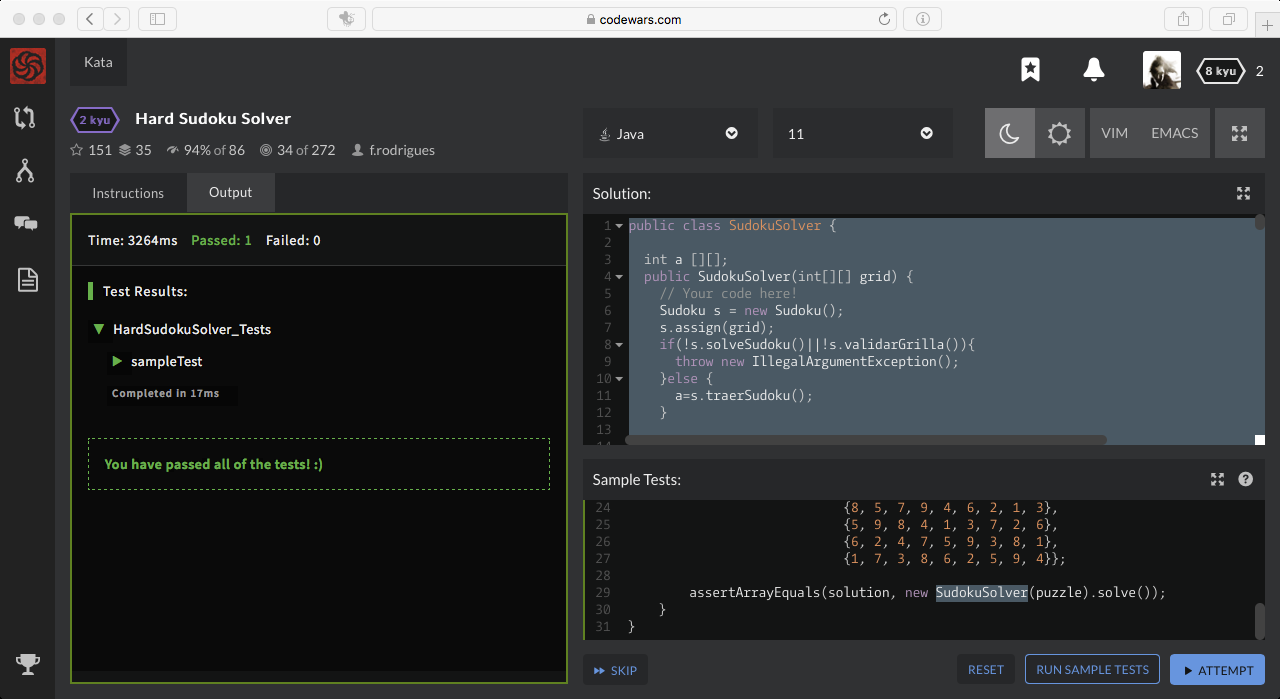 codewars.com
Kata
8 kyu 2
2 kyu Hard Sudoku Solver
151 35 94% of 86 34 of 272 f.rodrigues
Java
11
VIM EMACS
Instructions Output
Time: 3264ms Passed: 1 Failed: 0
Test Results:
HardSudokuSolver_Tests
sampleTest
Completed in 17ms
You have passed all of the tests! :)
Solution:
1 public class SudokuSolver {
2
3 int a [][];
4 public SudokuSolver(int[][] grid) {
5 // Your code here!
6 Sudoku s = new Sudoku();
7 s.assign(grid);
8 if(!s.solveSudoku()||!s.validarGrilla()){
9 throw new IllegalArgumentException();
10 }else {
11 a=s.traerSudoku();
12 }
13
14
Sample Tests:
24 {8, 5, 7, 9, 4, 6, 2, 1, 3},
25 {5, 9, 8, 4, 1, 3, 7, 2, 6},
26 {6, 2, 4, 7, 5, 9, 3, 8, 1},
27 {1, 7, 3, 8, 6, 2, 5, 9, 4}};
28
29 assertArrayEquals(solution, new SudokuSolver(puzzle).solve());
30 }
31 }
SKIP
RESET
RUN SAMPLE TESTS
ATTEMPT